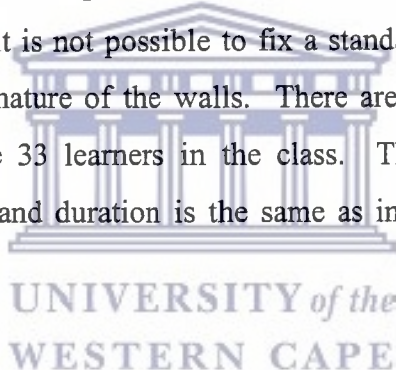 t is not possible to fix a stand
nature of the walls. There are
33 learners in the class. T
and duration is the same as in
UNIVERSITY of the
WESTERN CAPE